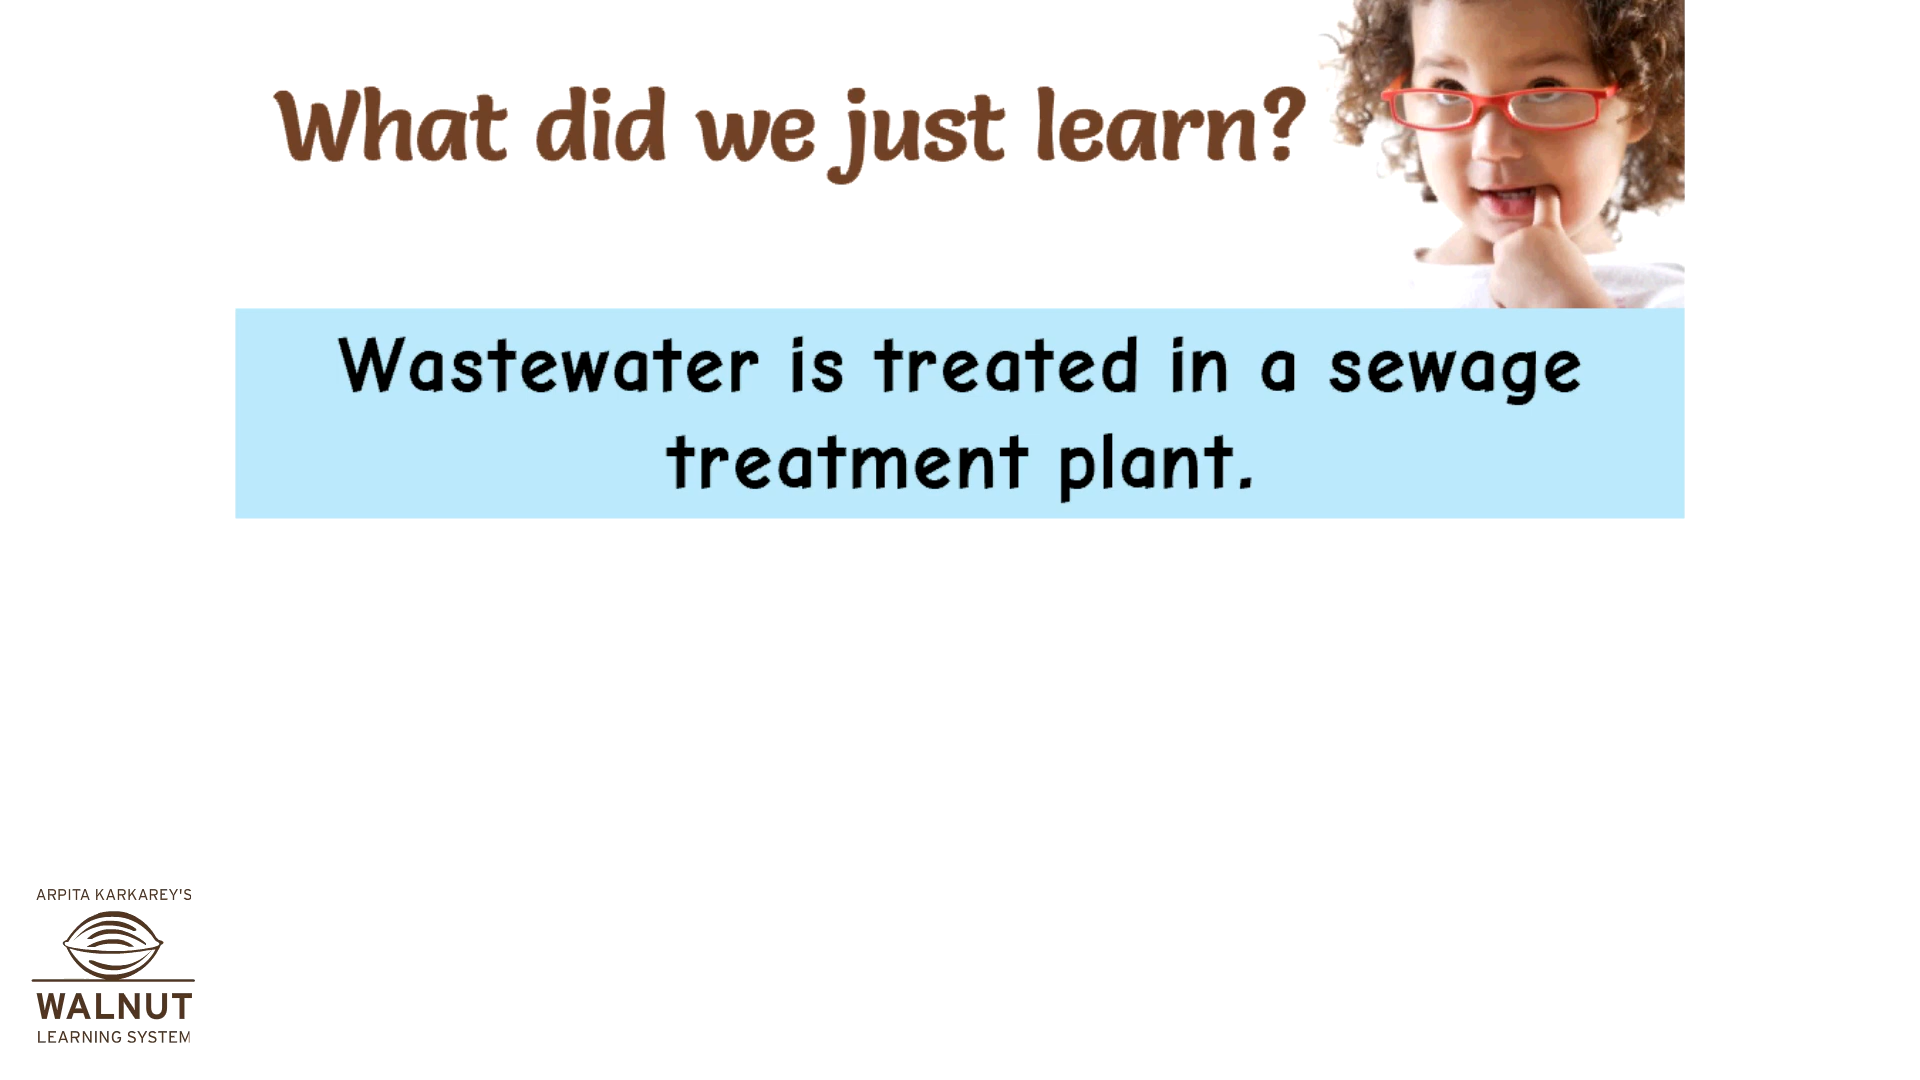 What did we just learn?
Wastewater is treated in a sewage
treatment plant.
ARPITA KARKAREY'S
WALNUT
LEARNING SYSTEM